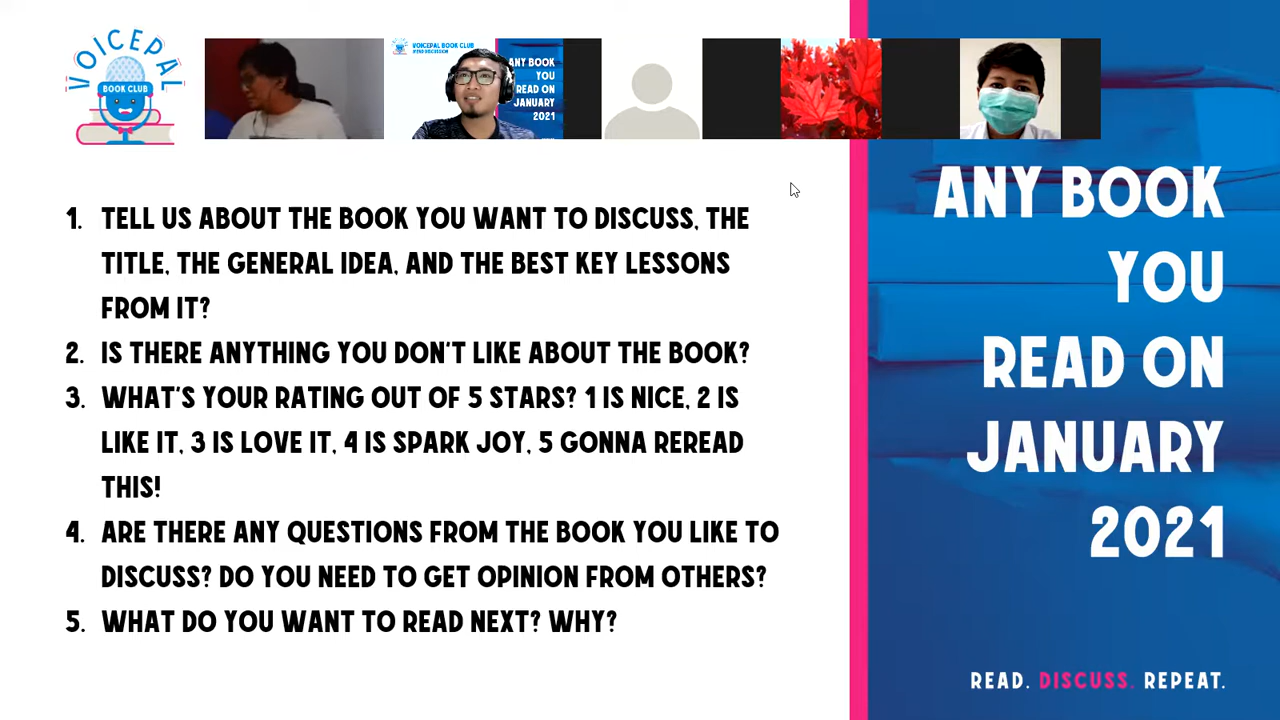 VOICEPAL
BOOK CLUB
VOICEPAL BOOK CLUB
ANY BOOK
YOU
READ ON
JANUARY
2021
1. TELL US ABOUT THE BOOK YOU WANT TO DISCUSS, THE
TITLE, THE GENERAL IDEA, AND THE BEST KEY LESSONS
FROM IT?
2. IS THERE ANYTHING YOU DON'T LIKE ABOUT THE BOOK?
3. WHAT'S YOUR RATING OUT OF 5 STARS? 1 IS NICE, 2 IS
LIKE IT, 3 IS LOVE IT, 4 IS SPARK JOY, 5 GONNA REREAD
THIS!
4. ARE THERE ANY QUESTIONS FROM THE BOOK YOU LIKE TO
DISCUSS? DO YOU NEED TO GET OPINION FROM OTHERS?
5. WHAT DO YOU WANT TO READ NEXT? WHY?
ANY BOOK
YOU
READ ON
JANUARY
2021
READ. DISCUSS. REPEAT.